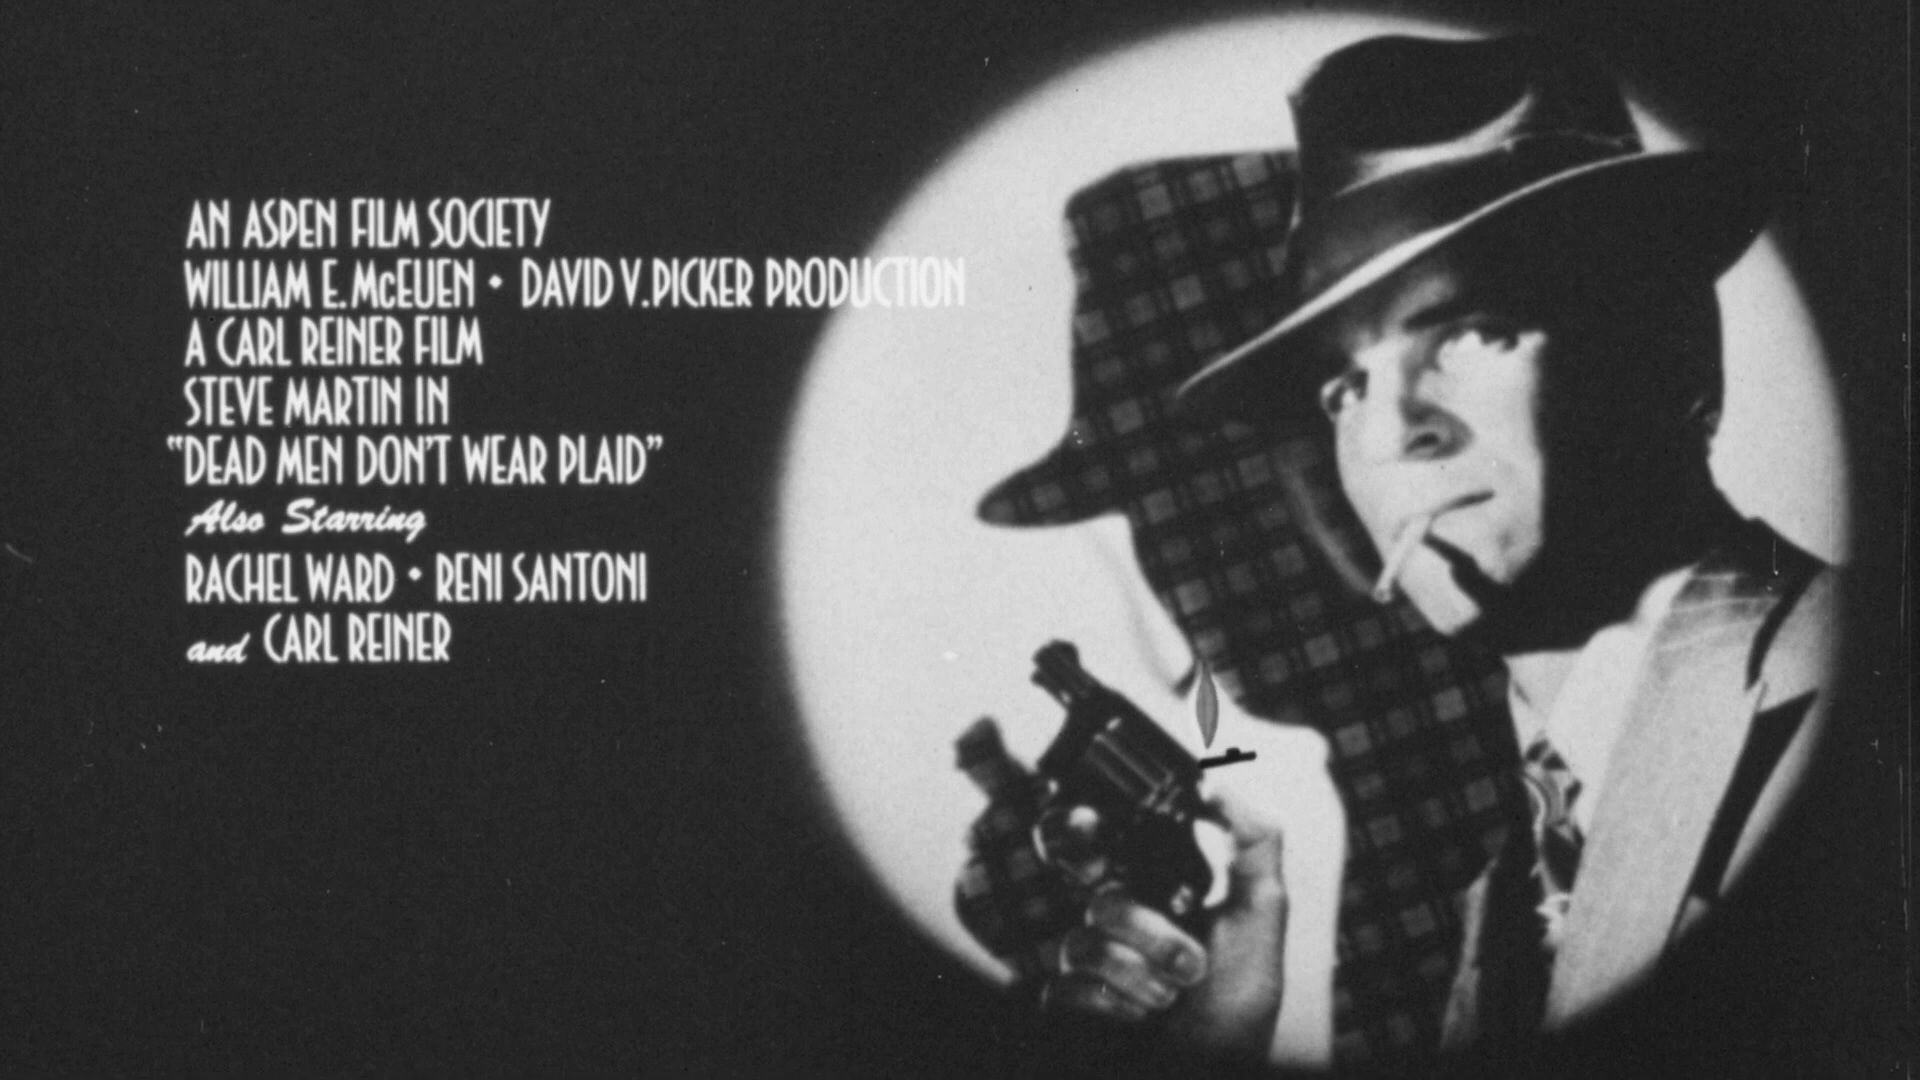 AN ASPEN FILM SOCIETY
WILLIAM E. McEUEN • DAVID V. PICKER PRODUCTION
A CARL REINER FILM
STEVE MARTIN IN
"DEAD MEN DON'T WEAR PLAID"
Also Starring
RACHEL WARD • RENI SANTONI
and CARL REINER